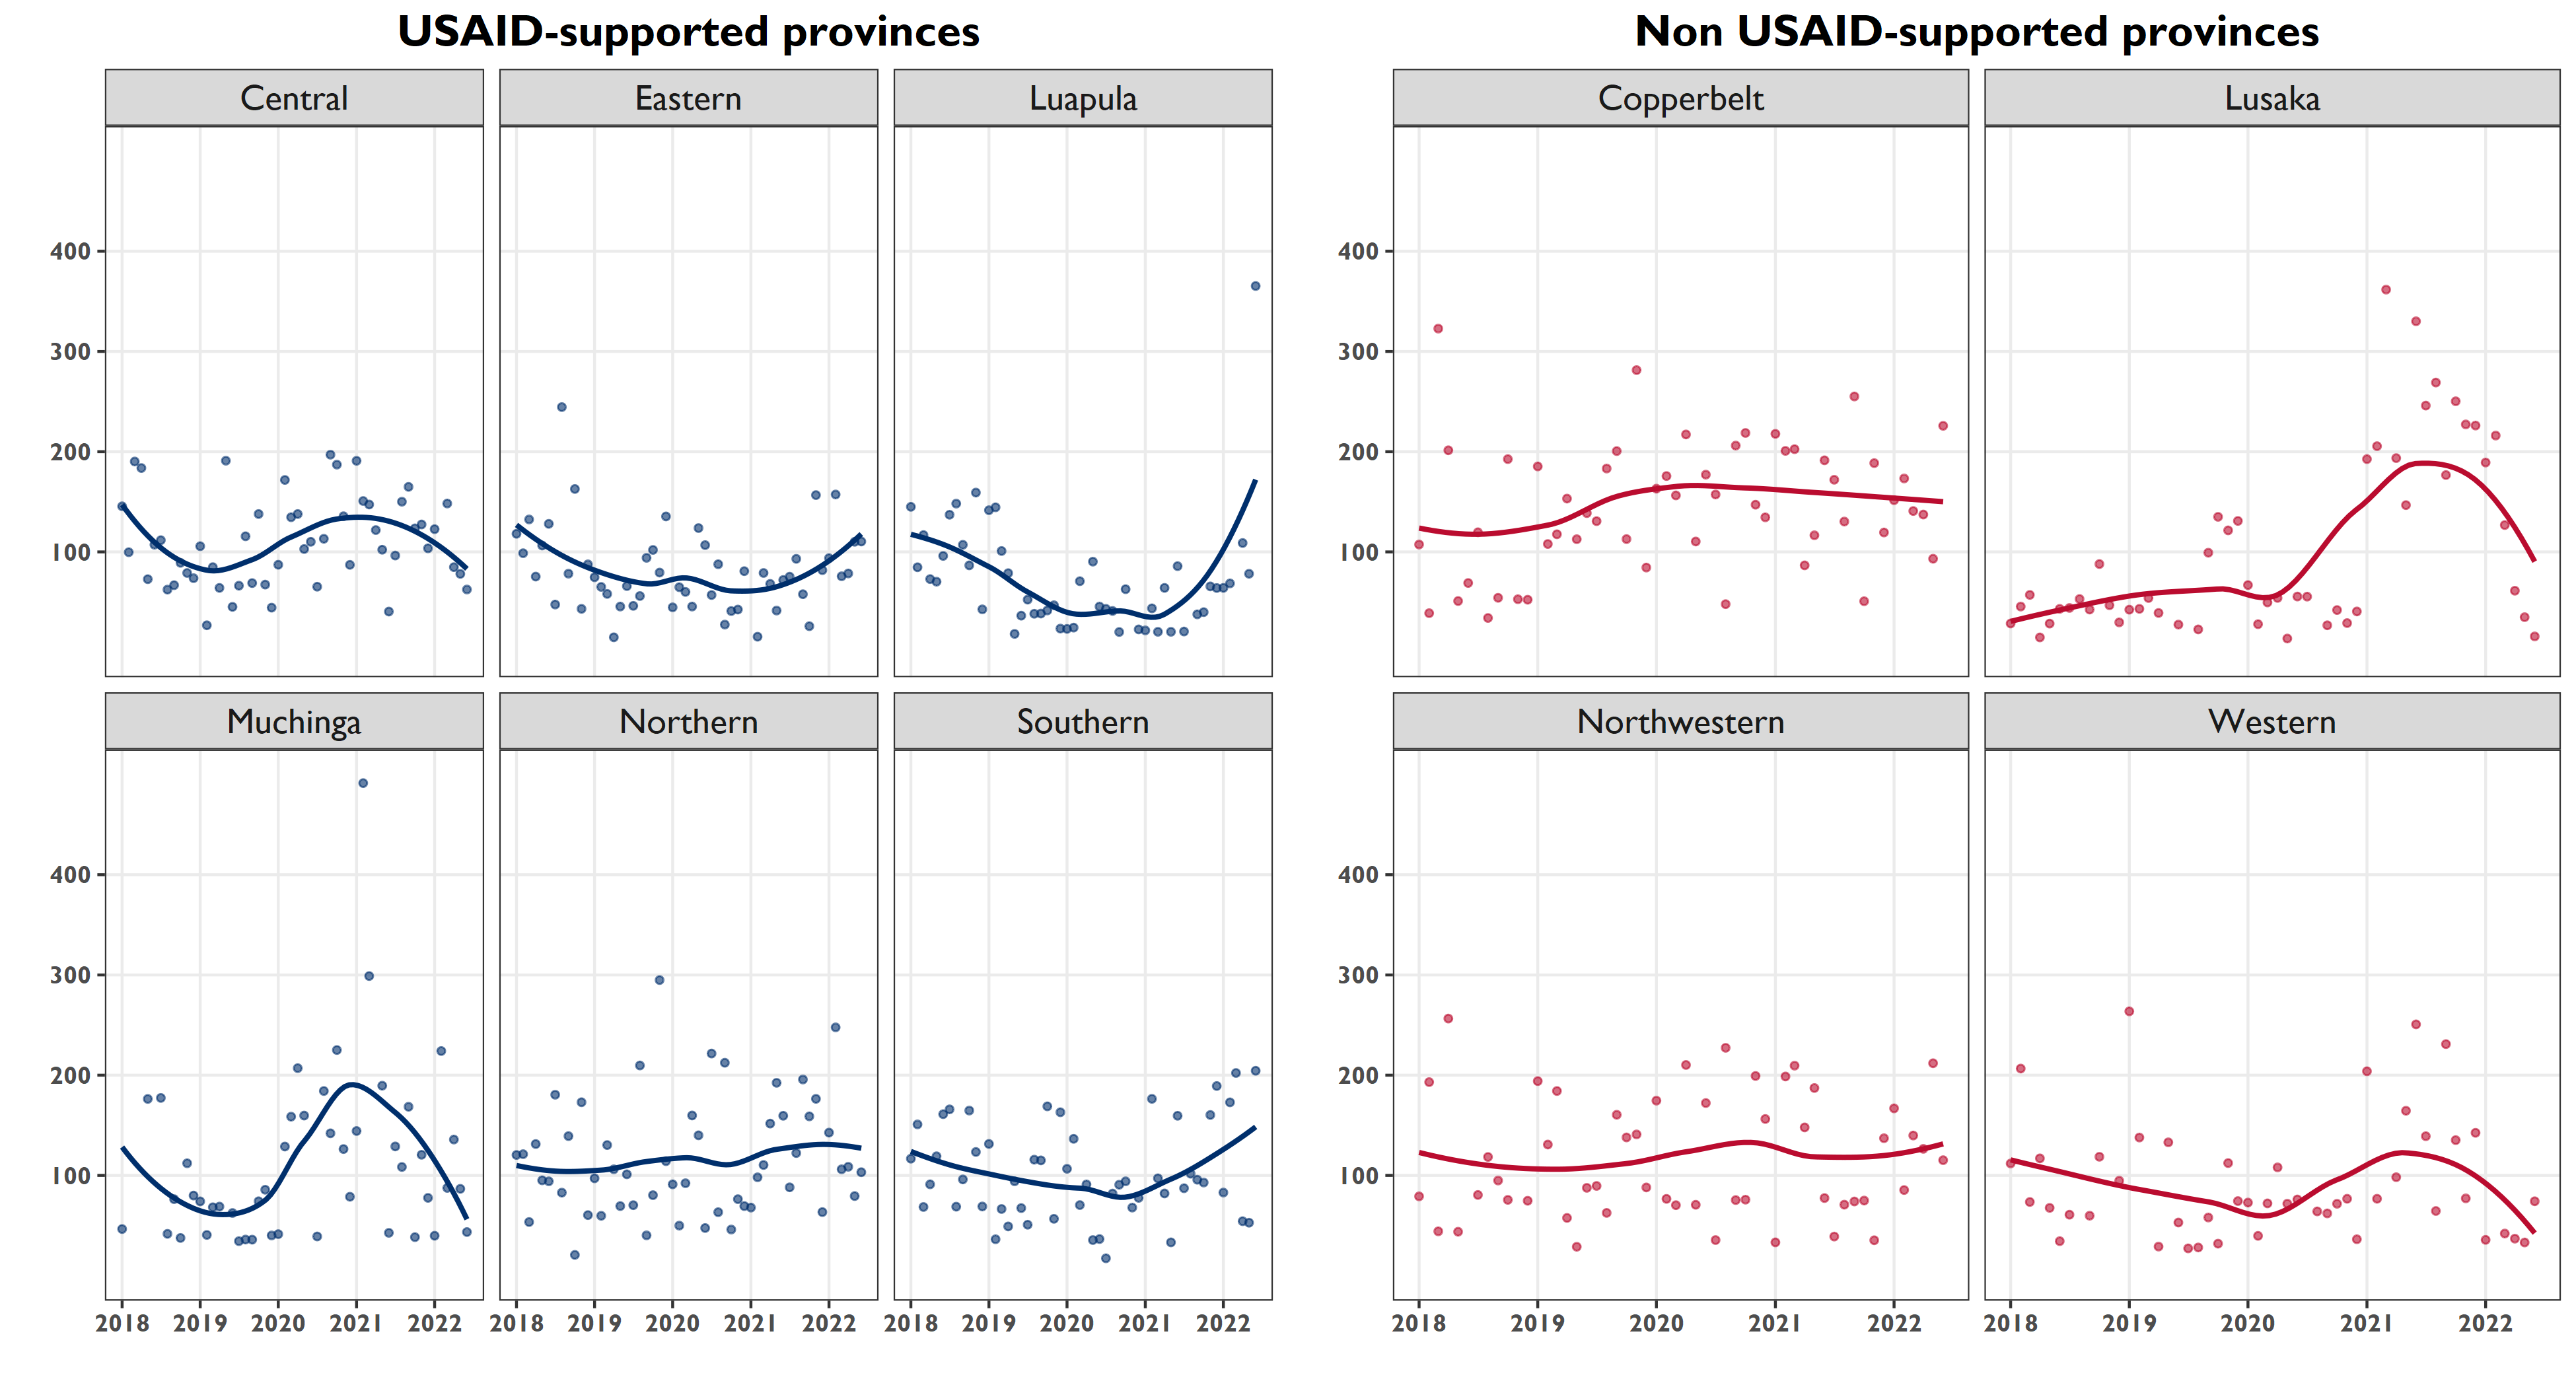 USAID-supported provinces
Non USAID-supported provinces
Central Eastern Luapula
Copperbelt Lusaka
400 400
300 300
200 200
100 100
Muchinga Northern Southern
Northwestern Western
400 400
300 300
200 200
100 100
2018 2019 2020 2021 2022 2018 2019 2020 2021 2022 2018 2019 2020 2021 2022
2018 2019 2020 2021 2022 2018 2019 2020 2021 2022